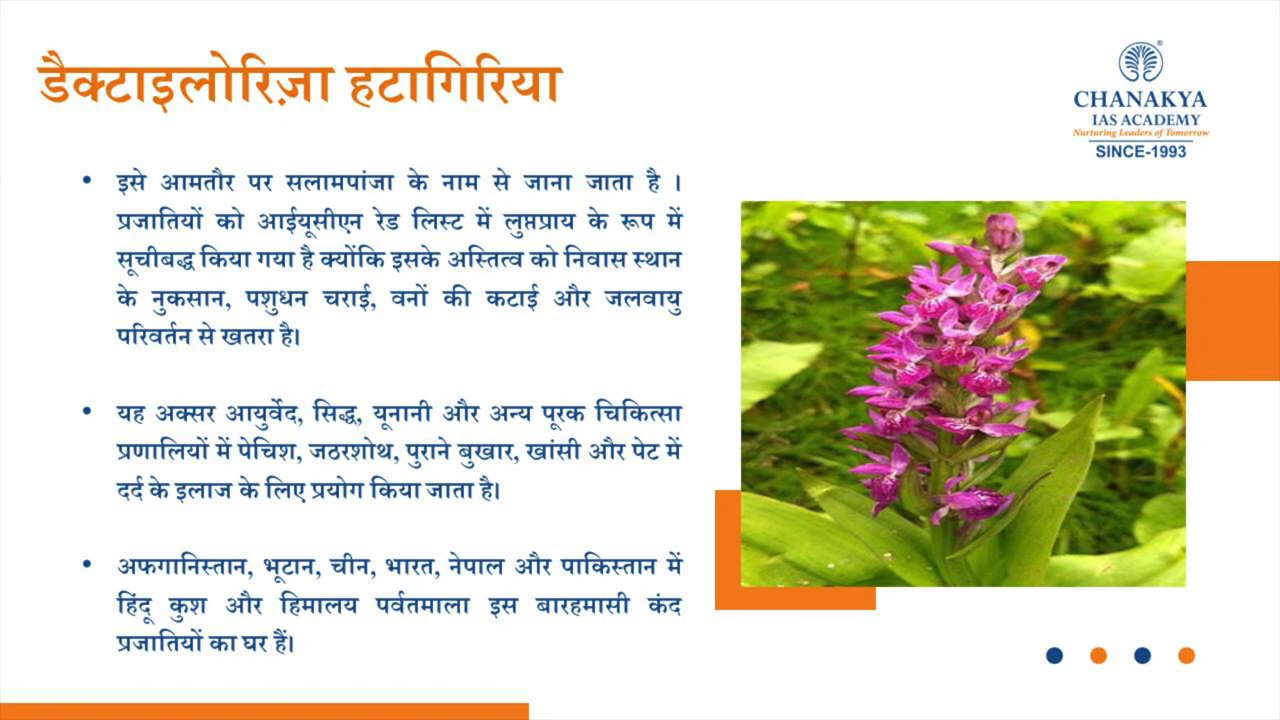 डैक्टाइलोरिज़ा हटागिरिया
CHANAKYA
IAS ACADEMY
Nurturing Leaders of Tomorrow
SINCE-1993
• इसे आमतौर पर सलामपांजा के नाम से जाना जाता है ।
प्रजातियों को आईयूसीएन रेड लिस्ट में लुप्तप्राय के रूप में
सूचीबद्ध किया गया है क्योंकि इसके अस्तित्व को निवास स्थान
के नुकसान, पशुधन चराई, वनों की कटाई और जलवायु
परिवर्तन से खतरा है।
• यह अक्सर आयुर्वेद, सिद्ध, यूनानी और अन्य पूरक चिकित्सा
प्रणालियों में पेचिश, जठरशोथ, पुराने बुखार, खांसी और पेट में
दर्द के इलाज के लिए प्रयोग किया जाता है।
• अफगानिस्तान, भूटान, चीन, भारत, नेपाल और पाकिस्तान में
हिंदू कुश और हिमालय पर्वतमाला इस बारहमासी कंद
प्रजातियों का घर हैं।